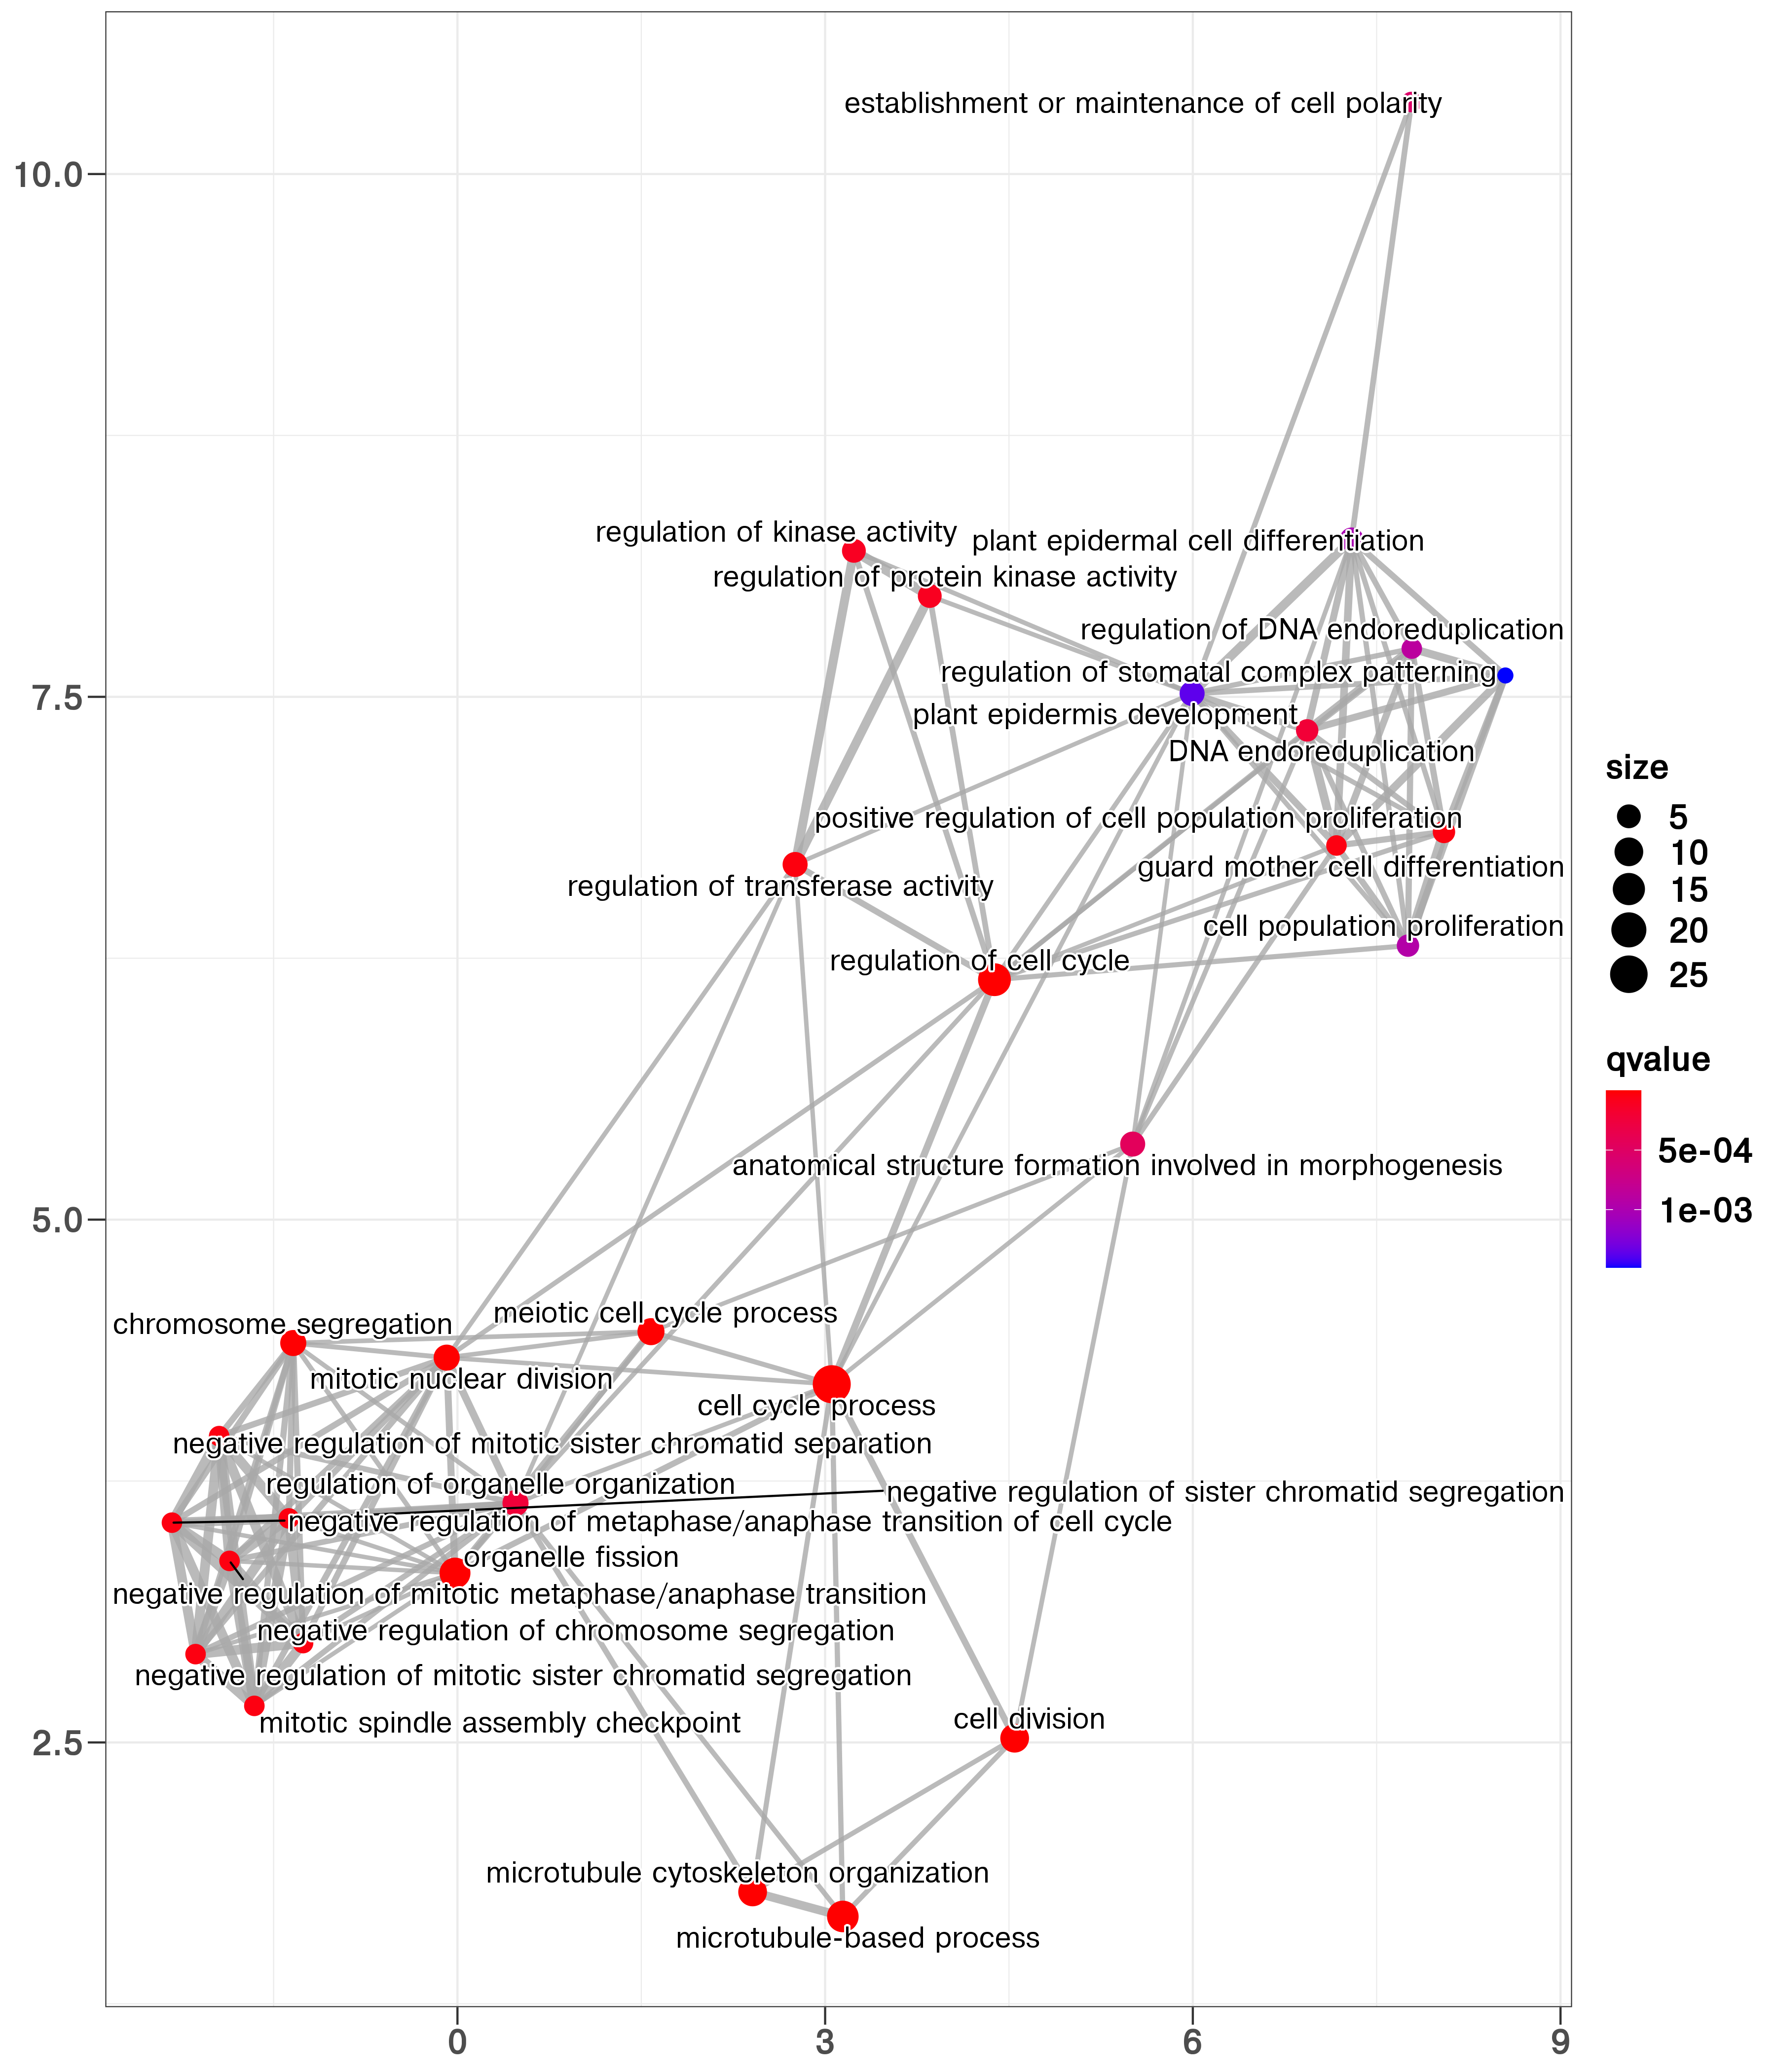 establishment or maintenance of cell polarity
10.0
regulation of kinase activity
plant epidermal cell differentiation
regulation of protein kinase activity
regulation of DNA endoreduplication
regulation of stomatal complex patterning
7.5
plant epidermis development
DNA endoreduplication
positive regulation of cell population proliferation
guard mother cell differentiation
regulation of transferase activity
cell population proliferation
regulation of cell cycle
anatomical structure formation involved in morphogenesis
5.0
meiotic cell cycle process
chromosome segregation
mitotic nuclear division
cell cycle process
negative regulation of mitotic sister chromatid separation
regulation of organelle organization
negative regulation of sister chromatid segregation
negative regulation of metaphase/anaphase transition of cell cycle
organelle fission
negative regulation of mitotic metaphase/anaphase transition
negative regulation of chromosome segregation
negative regulation of mitotic sister chromatid segregation
mitotic spindle assembly checkpoint
cell division
2.5
microtubule cytoskeleton organization
microtubule-based process
0
3
6
9
size
5
10
15
20
25
qvalue
5e-04
1e-03